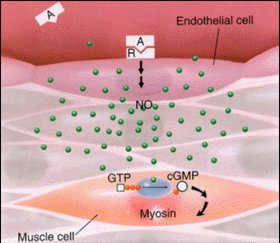 A
Endothelial cell
A
R
NO
GTP
cGMP
Myosin
Muscle cell